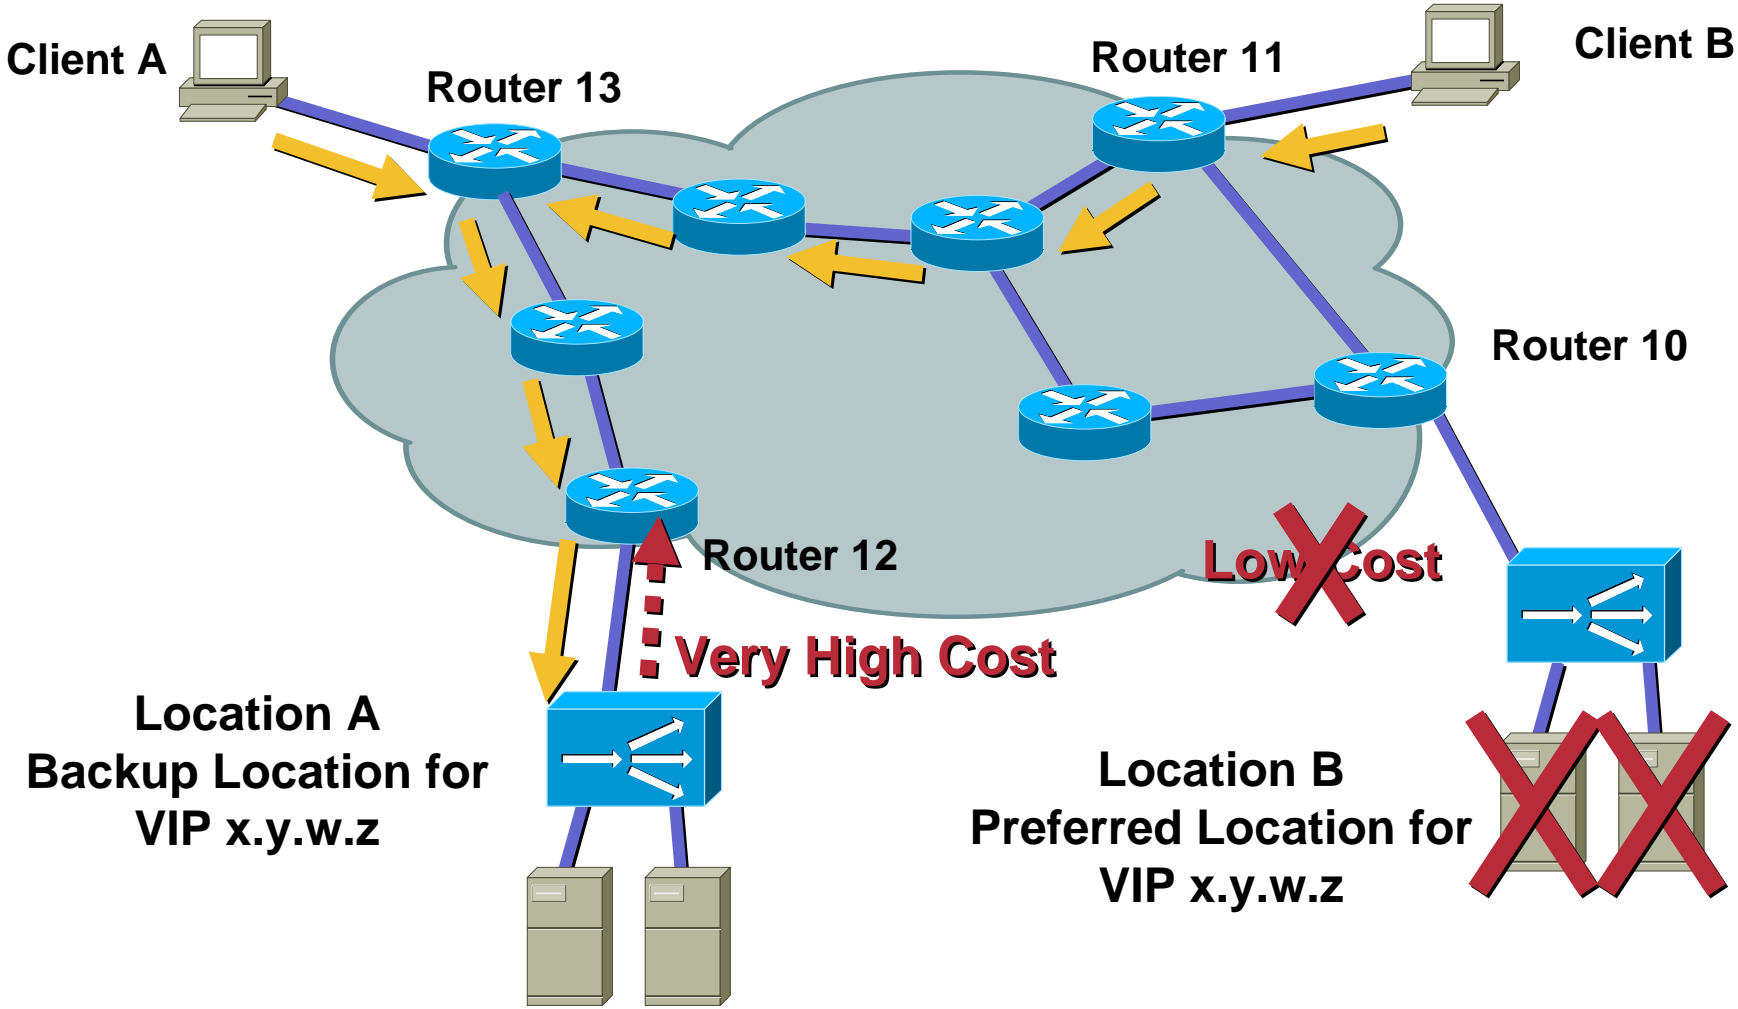 Client A
Router 13
Router 11
Client B
Router 10
Router 12
Low Cost
Very High Cost
Location A
Backup Location for
VIP x.y.w.z
Location B
Preferred Location for
VIP x.y.w.z